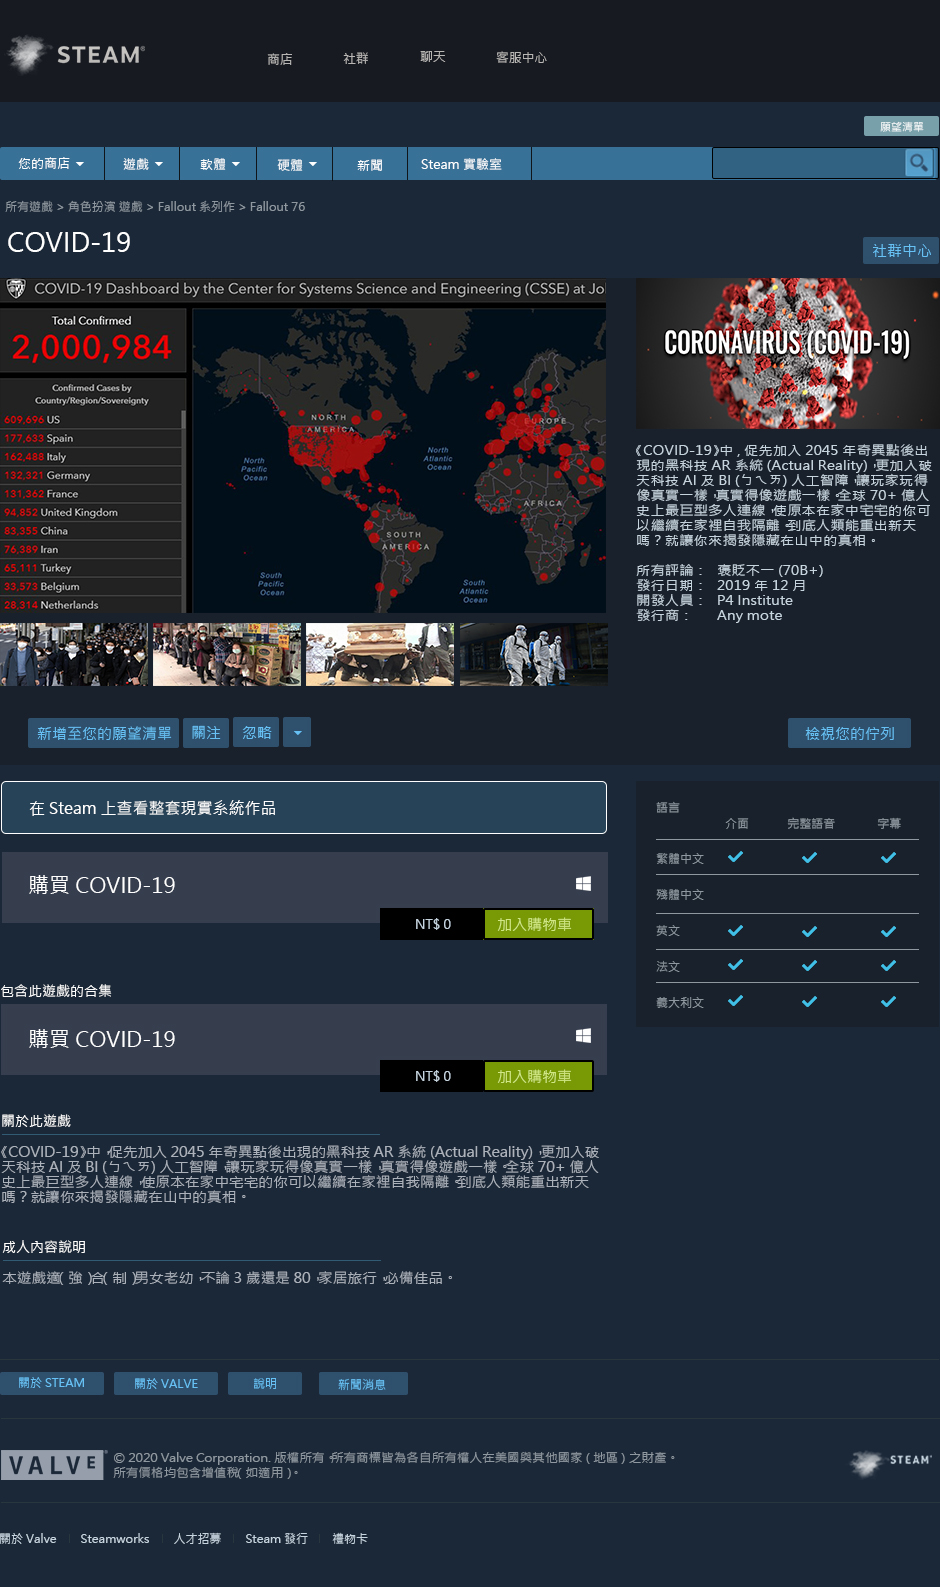 STEAM®
商店 社群 聊天 客服中心
願望清單
您的商店 遊戲 軟體 硬體 新聞 Steam 實驗室
所有遊戲 > 角色扮演 遊戲 > Fallout 系列作 > Fallout 76
COVID-19
社群中心
COVID-19 Dashboard by the Center for Systems Science and Engineering (CSSE) at Jo
Total Confirmed
2,000,984
Confirmed Cases by
Country/Region/Sovereignty
609,696 US
177,633 Spain
162,488 Italy
132,321 Germany
131,362 France
94,852 United Kingdom
83,355 China
76,389 Iran
65,111 Turkey
33,573 Belgium
28,314 Netherlands
NORTH
AMERICA
EUROPE
North
Pacific
Ocean
North
Atlantic
Ocean
AFRICA
SOUTH
AMERICA
South
Pacific
Ocean
South
Atlantic
Ocean
CORONAVIRUS (COVID-19)
《COVID-19》中,促先加入 2045 年奇異點後出
現的黑科技 AR 系統 (Actual Reality),更加入破
天科技 AI 及 BI (ㄅㄟㄞ) 人工智障,讓玩家玩得
像真實一樣,真實得像遊戲一樣,全球 70+ 億人
史上最巨型多人連線,使原本在家中宅宅的你可
以繼續在家裡自我隔離,到底人類能重出新天
嗎?就讓你來揭發隱藏在山中的真相。
所有評論: 褒貶不一 (70B+)
發行日期: 2019 年 12 月
開發人員: P4 Institute
發行商: Any mote
新增至您的願望清單 關注 忽略
檢視您的佇列
在 Steam 上查看整套現實系統作品
購買 COVID-19
NT$ 0 加入購物車
包含此遊戲的合集
購買 COVID-19
NT$ 0 加入購物車
語言
介面 完整語音 字幕
繁體中文
殘體中文
英文
法文
義大利文
關於此遊戲
《COVID-19》中,促先加入 2045 年奇異點後出現的黑科技 AR 系統 (Actual Reality),更加入破
天科技 AI 及 BI (ㄅㄟㄞ) 人工智障,讓玩家玩得像真實一樣,真實得像遊戲一樣,全球 70+ 億人
史上最巨型多人連線,使原本在家中宅宅的你可以繼續在家裡自我隔離,到底人類能重出新天
嗎?就讓你來揭發隱藏在山中的真相。
成人內容說明
本遊戲適(強)合(制)男女老幼,不論 3 歲還是 80,家居旅行,必備佳品。
關於 STEAM 關於 VALVE 說明 新聞消息
VALVE® © 2020 Valve Corporation. 版權所有,所有商標皆為各自所有權人在美國與其他國家(地區)之財產。
所有價格均包含增值稅(如適用)。
STEAM®
關於 Valve Steamworks 人才招募 Steam 發行 禮物卡